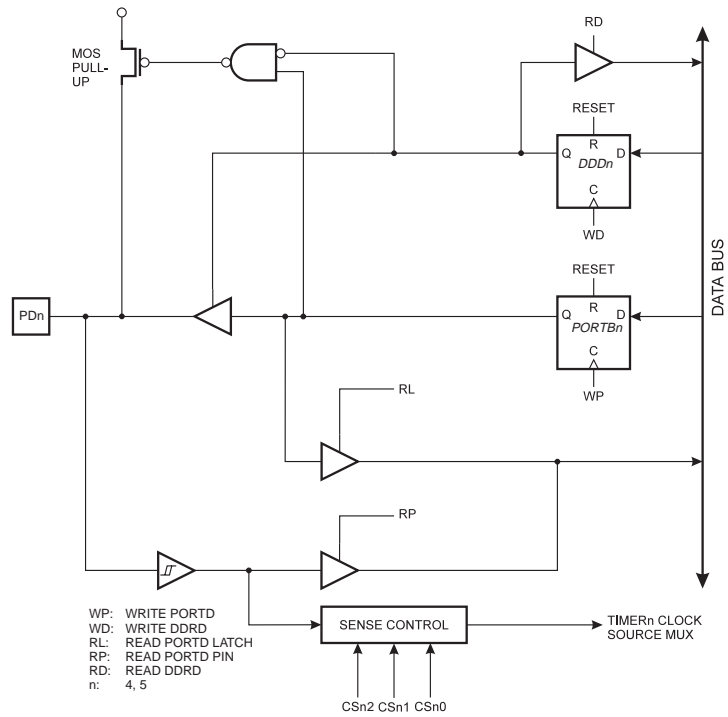 RD
MOS
PULL-
UP
RESET
R
Q
D
DDDn
C
WD
DATA BUS
RESET
PDn
R
Q
D
PORTBn
C
WP
RL
RP
WP: WRITE PORTD
WD: WRITE DDRD
RL: READ PORTD LATCH
RP: READ PORTD PIN
RD: READ DDRD
n: 4, 5
SENSE CONTROL
TIMERn CLOCK
SOURCE MUX
CSn2 CSn1 CSn0